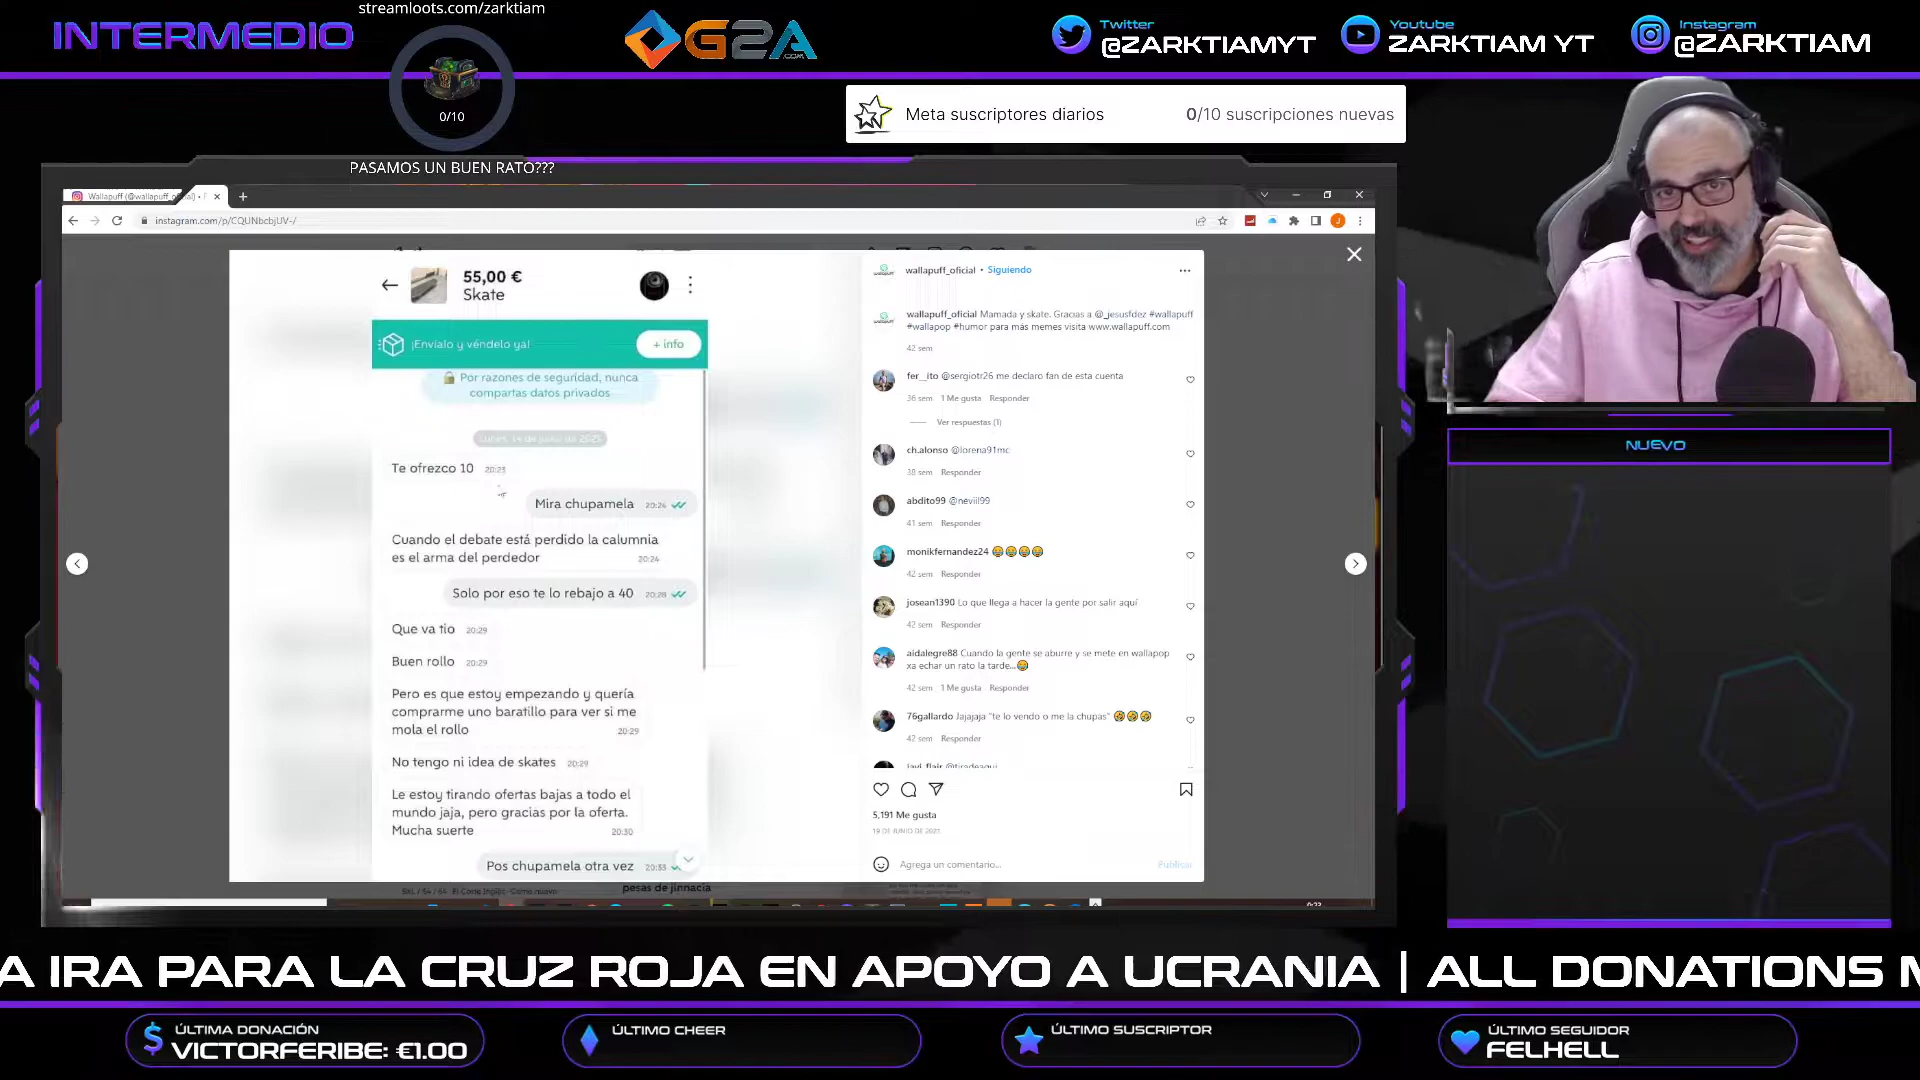 streamloots.com/zarktiam
INTERMEDIO
G2A
.COM
Twitter
@ZARKTIAMYT
Youtube
ZARKTIAM YT
Instagram
@ZARKTIAM
0/10
Meta suscriptores diarios
0/10 suscripciones nuevas
PASAMOS UN BUEN RATO???
instagram.com/p/CQUNbcbjUV-/
55,00 €
Skate
¡Envíalo y véndelo ya!
+ info
Por razones de seguridad, nunca
compartas datos privados
Te ofrezco 10 20:23
Mira chupamela 20:24
Cuando el debate está perdido la calumnia
es el arma del perdedor 20:24
Solo por eso te lo rebajo a 40 20:28
Que va tio 20:29
Buen rollo 20:29
Pero es que estoy empezando y quería
comprarme uno baratillo para ver si me
mola el rollo 20:29
No tengo ni idea de skates 20:29
Le estoy tirando ofertas bajas a todo el
mundo jaja, pero gracias por la oferta.
Mucha suerte 20:30
Pos chupamela otra vez 20:33
pesas de jinnacia
wallapuff_oficial • Siguiendo
wallapuff_oficial Mamada y skate. Gracias a @_jesusfdez #wallapuff
#wallapop #humor para más memes visita www.wallapuff.com
42 sem
fer__ito @sergiotr26 me declaro fan de esta cuenta
36 sem 1 Me gusta Responder
Ver respuestas (1)
ch.alonso @lorena91mc
38 sem Responder
abdito99 @neviil99
41 sem Responder
monikfernandez24 😂😂😂😂
42 sem Responder
josean1390 Lo que llega a hacer la gente por salir aquí
42 sem Responder
aidalegre88 Cuando la gente se aburre y se mete en wallapop
xa echar un rato la tarde...😂
42 sem 1 Me gusta Responder
76gallardo Jajajaja "te lo vendo o me la chupas" 🤣🤣🤣
42 sem Responder
5,191 Me gusta
19 DE JUNIO DE 2021
Agrega un comentario...
Publicar
NUEVO
A IRA PARA LA CRUZ ROJA EN APOYO A UCRANIA | ALL DONATIONS
ÚLTIMA DONACIÓN
VICTORFERIBE: €1.00
ÚLTIMO CHEER
ÚLTIMO SUSCRIPTOR
ÚLTIMO SEGUIDOR
FELHELL